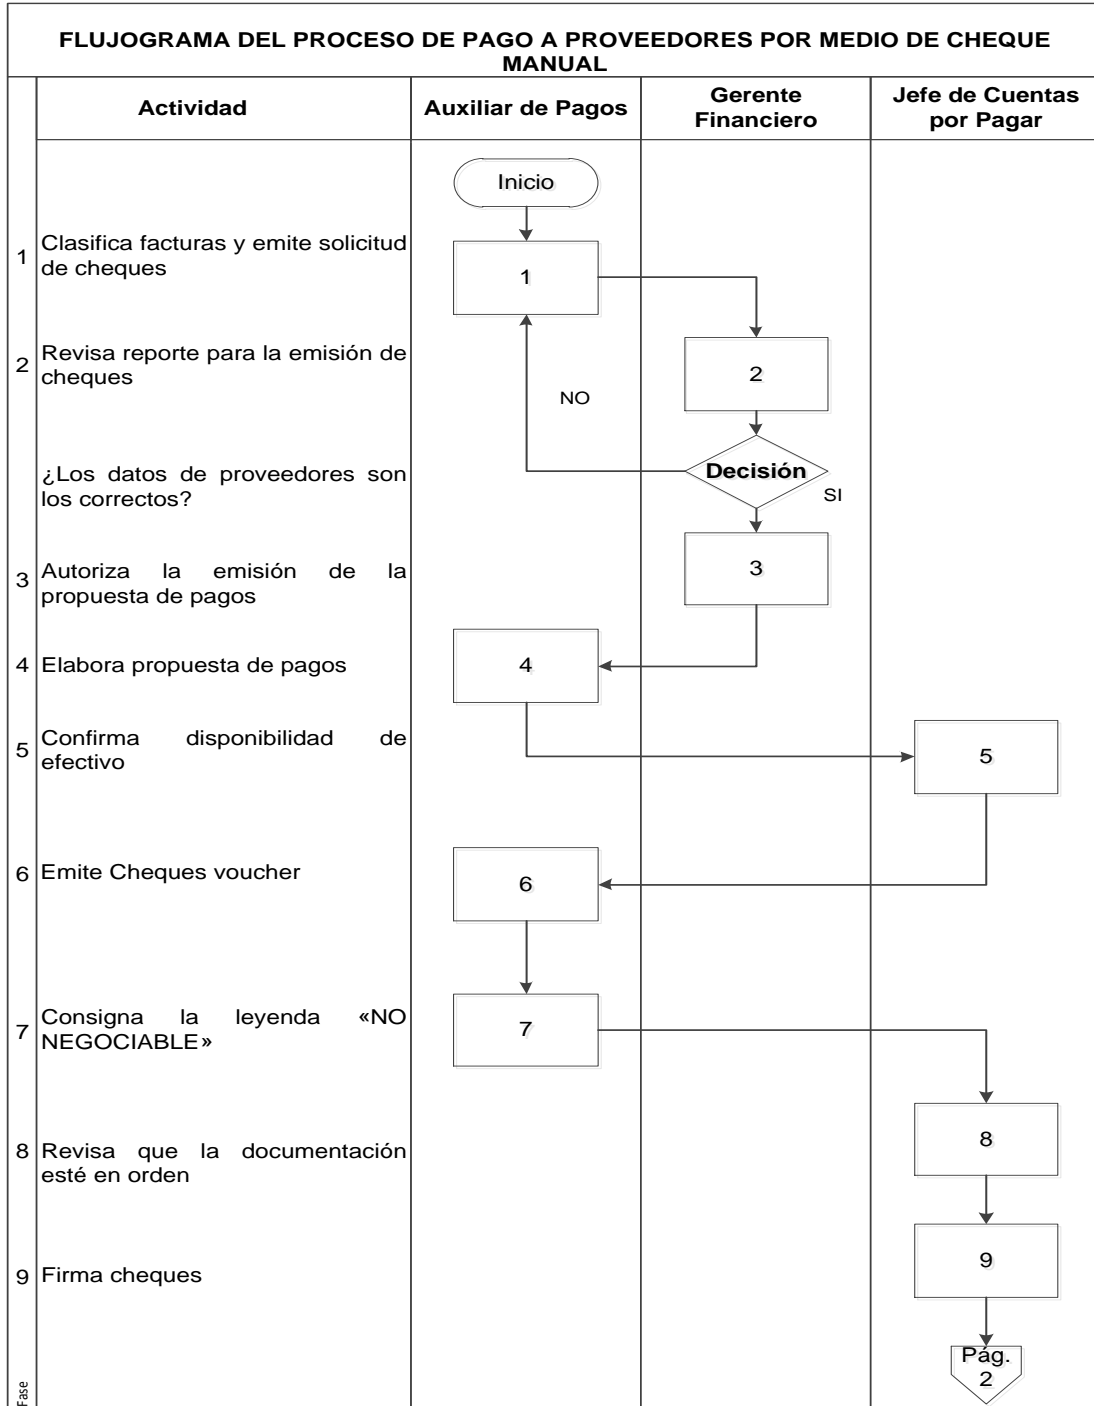 FLUJOGRAMA DEL PROCESO DE PAGO A PROVEEDORES POR MEDIO DE CHEQUE
MANUAL
Actividad
Auxiliar de Pagos
Gerente
Financiero
Jefe de Cuentas
por Pagar
Inicio
1
Clasifica facturas y emite solicitud
de cheques
1
2
Revisa reporte para la emisión de
cheques
2
NO
¿Los datos de proveedores son
los correctos?
Decisión
SI
3
Autoriza la emisión de la
propuesta de pagos
3
4
Elabora propuesta de pagos
4
5
Confirma disponibilidad de
efectivo
5
6
Emite Cheques voucher
6
7
Consigna la leyenda «NO
NEGOCIABLE»
7
8
Revisa que la documentación
esté en orden
8
9
Firma cheques
9
Pág.
2
Fase